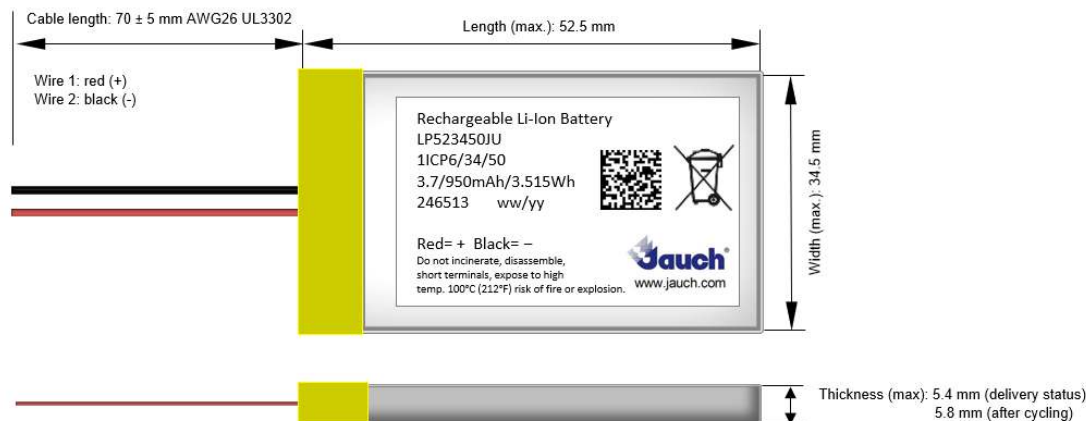 Cable length: 70 ± 5 mm AWG26 UL3302
Length (max.): 52.5 mm
Wire 1: red (+)
Wire 2: black (-)
Rechargeable Li-Ion Battery
LP523450JU
1ICP6/34/50
3.7/950mAh/3.515Wh
246513 ww/yy
Red= + Black= –
Do not incinerate, disassemble,
short terminals, expose to high
temp. 100°C (212°F) risk of fire or explosion.
Jauch®
www.jauch.com
Width (max.): 34.5 mm
Thickness (max): 5.4 mm (delivery status)
5.8 mm (after cycling)